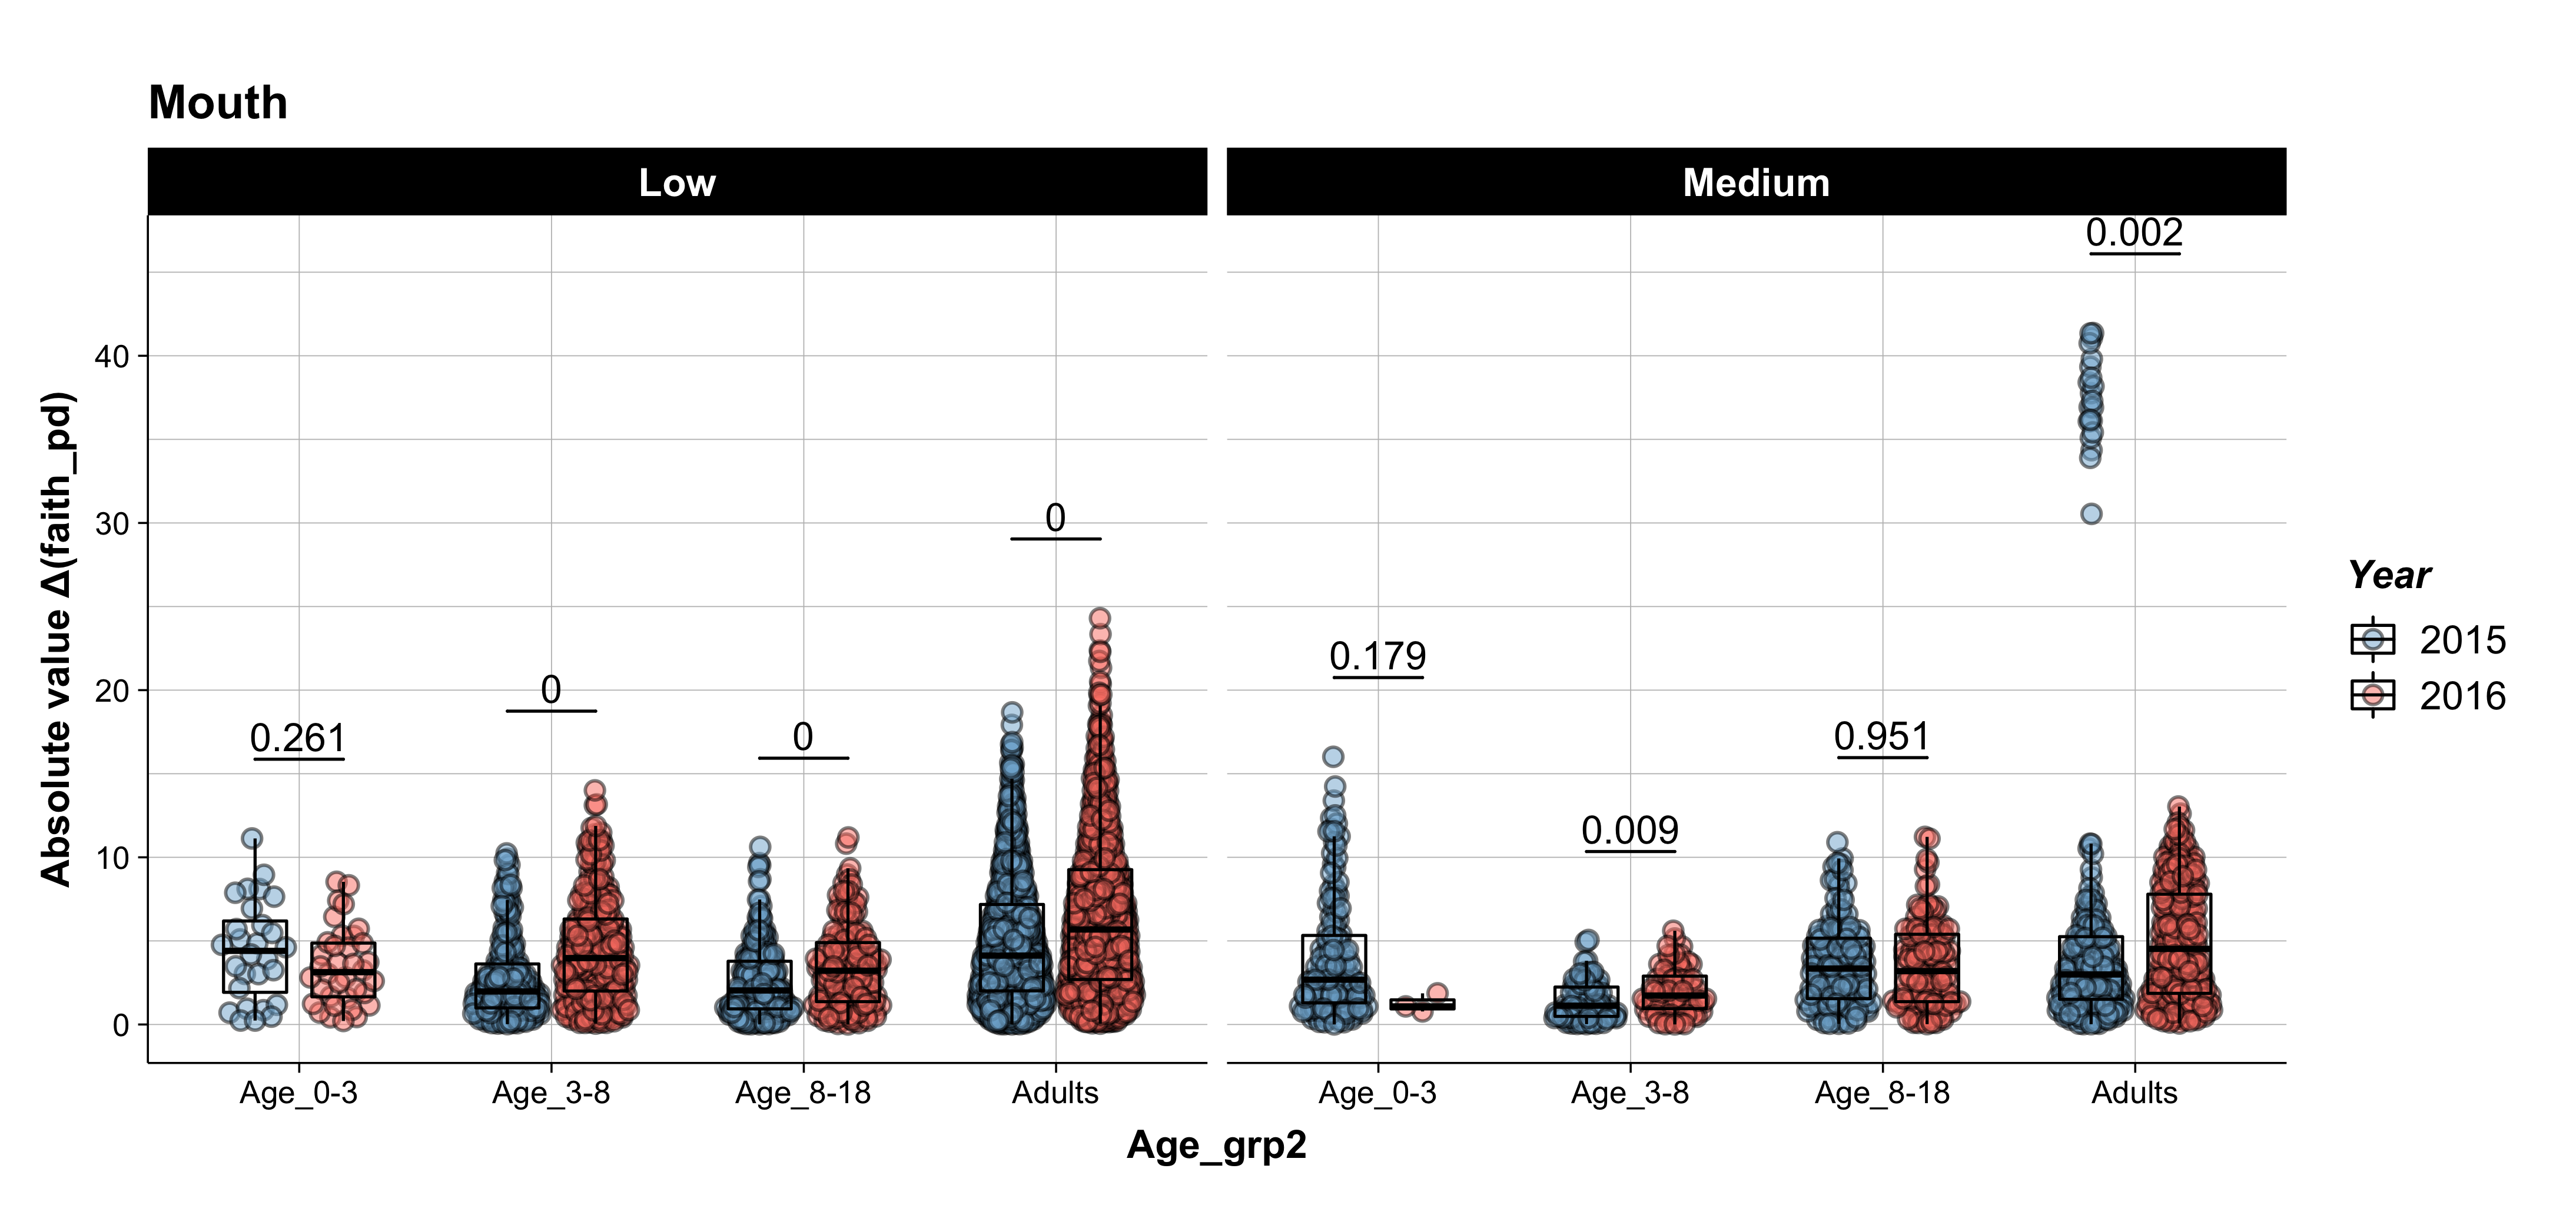 Mouth
Low
Medium
0.002
40
30
20
10
0
Absolute value Δ(faith_pd)
0.261
0
0
0
0.179
0.009
0.951
Year
2015
2016
Age_0-3
Age_3-8
Age_8-18
Adults
Age_0-3
Age_3-8
Age_8-18
Adults
Age_grp2